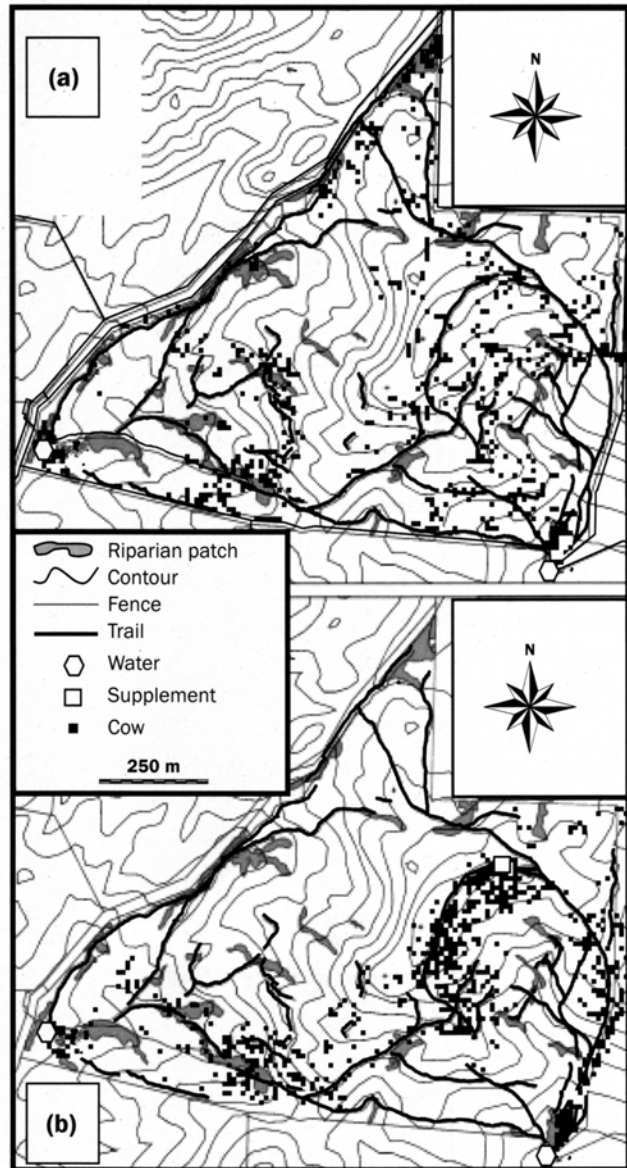 (a)
N
Riparian patch
Contour
Fence
Trail
Water
Supplement
Cow
250 m
N
(b)